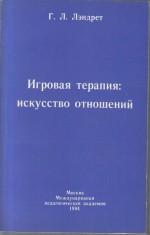 Г. Л. Лэндрет
Игровая терапия:
искусство отношений
Москва
Международная
педагогическая академия
1994